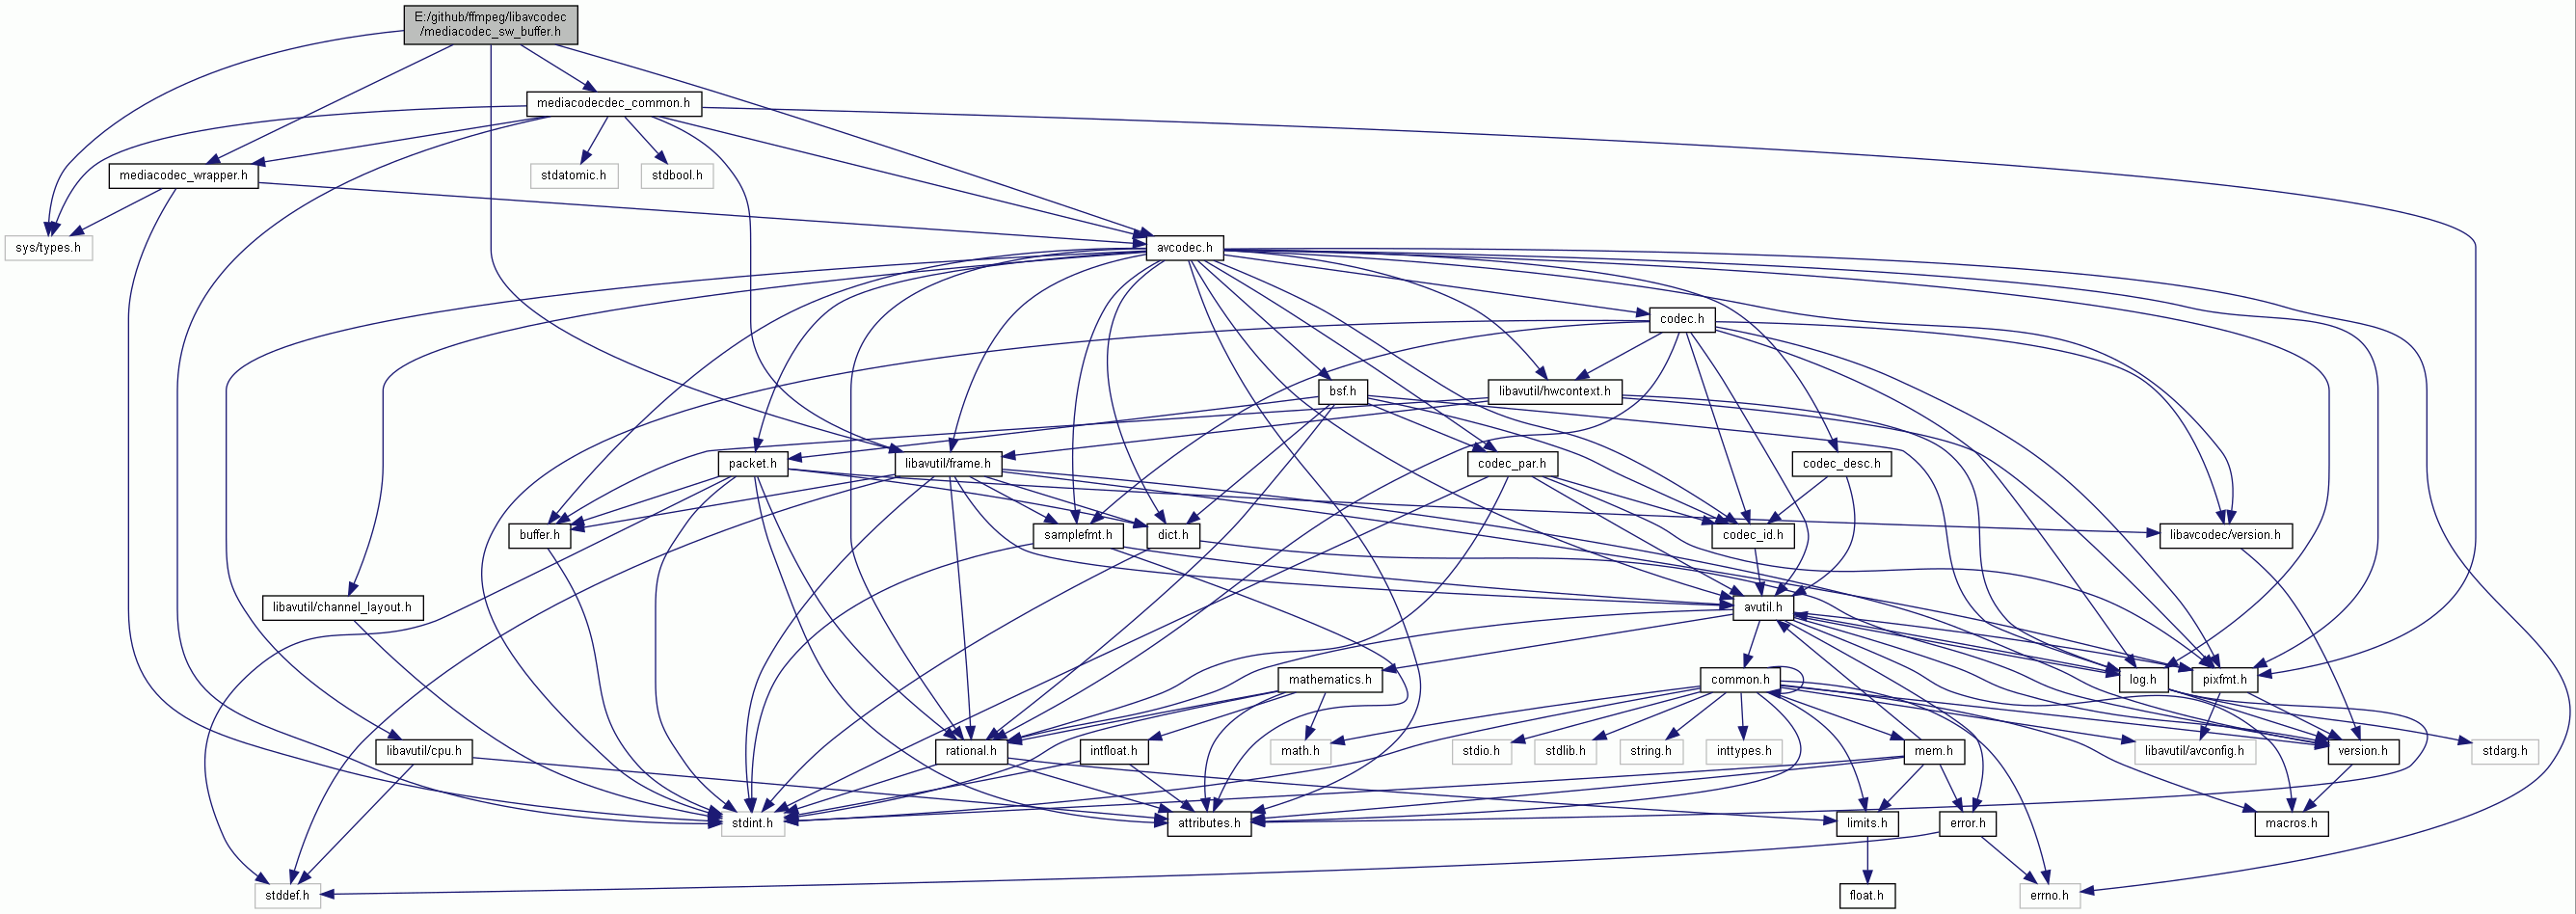 E:/github/ffmpeg/libavcodec
/mediacodec_sw_buffer.h
mediacodecdec_common.h
mediacodec_wrapper.h
stdatomic.h
stdbool.h
sys/types.h
avcodec.h
codec.h
bsf.h
libavutil/hwcontext.h
packet.h
libavutil/frame.h
codec_par.h
codec_desc.h
buffer.h
samplefmt.h
dict.h
codec_id.h
libavcodec/version.h
libavutil/channel_layout.h
avutil.h
mathematics.h
common.h
log.h
pixfmt.h
libavutil/cpu.h
rational.h
intfloat.h
math.h
stdio.h
stdlib.h
string.h
inttypes.h
mem.h
libavutil/avconfig.h
version.h
stdarg.h
stdint.h
attributes.h
limits.h
error.h
macros.h
stddef.h
float.h
errno.h